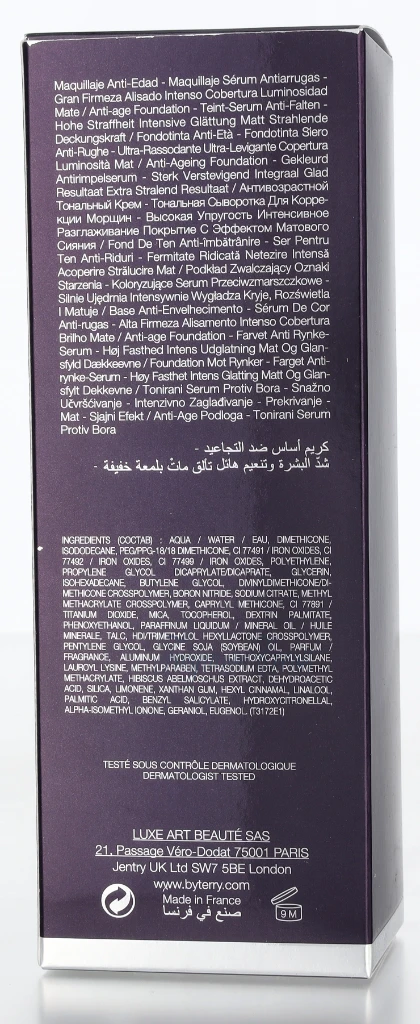 Maquillaje Anti-Edad - Maquillaje Sérum Antiarrugas -
Gran Firmeza Alisado Intenso Cobertura Luminosidad
Mate / Anti-age Foundation - Teint-Serum Anti-Falten -
Hohe Straffheit Intensive Glättung Matt Strahlende
Deckungskraft / Fondotinta Anti-Età - Fondotinta Siero
Anti-Rughe - Ultra-Rassodante Ultra-Levigante Copertura
Luminosità Mat / Anti-Ageing Foundation - Gekleurd
Antirimpelserum - Sterk Verstevigend Integraal Glad
Resultaat Extra Stralend Resultaat / Антивозрастной
Тональный Крем - Тональная Сыворотка Для Корре-
кции Морщин - Высокая Упругость Интенсивное
Разглаживание Покрытие С Эффектом Матового
Сияния / Fond De Ten Anti-îmbătrânire - Ser Pentru
Ten Anti-Riduri - Fermitate Ridicată Netezire Intensă
Acoperire Strălucire Mat / Podkład Zwalczający Oznaki
Starzenia - Koloryzujące Serum Przeciwzmarszczkowe -
Silnie Ujędrnia Intensywnie Wygładza Kryje, Rozświetla
I Matuje / Base Anti-Envelhecimento - Sérum De Cor
Anti-rugas - Alta Firmeza Alisamento Intenso Cobertura
Brilho Mate / Anti-age Foundation - Farvet Anti Rynke-
Serum - Høj Fasthed Intens Udglatning Mat Og Glan-
sfyld Dækkeevne / Foundation Mot Rynker - Farget Anti-
rynke-Serum - Høy Fasthet Intens Glatting Matt Og Glan-
sfylt Dekkevne / Tonirani Serum Protiv Bora - Snažno
Učvršćivanje - Intenzivno Zaglađivanje - Prekrivanje -
Mat - Sjajni Efekt / Anti-Age Podloga - Tonirani Serum
Protiv Bora
كريم أساس ضد التجاعيد -
شدّ البشرة وتنعيم هائل تألق ماتْ بلمعة خفيفة -
INGREDIENTS (COCTAB) : AQUA / WATER / EAU, DIMETHICONE,
ISODODECANE, PEG/PPG-18/18 DIMETHICONE, CI 77491 / IRON OXIDES, CI
77492 / IRON OXIDES, CI 77499 / IRON OXIDES, POLYETHYLENE,
PROPYLENE GLYCOL DICAPRYLATE/DICAPRATE, GLYCERIN,
ISOHEXADECANE, BUTYLENE GLYCOL, DIVINYLDIMETHICONE/DI-
METHICONE CROSSPOLYMER, BORON NITRIDE, SODIUM CITRATE, METHYL
METHACRYLATE CROSSPOLYMER, CAPRYLYL METHICONE, CI 77891 /
TITANIUM DIOXIDE, MICA, TOCOPHEROL, DEXTRIN PALMITATE,
PHENOXYETHANOL, PARAFFINUM LIQUIDUM / MINERAL OIL / HUILE
MINERALE, TALC, HDI/TRIMETHYLOL HEXYLLACTONE CROSSPOLYMER,
PENTYLENE GLYCOL, GLYCINE SOJA (SOYBEAN) OIL, PARFUM /
FRAGRANCE, ALUMINUM HYDROXIDE, TRIETHOXYCAPRYLYLSILANE,
LAUROYL LYSINE, METHYLPARABEN, TETRASODIUM EDTA, POLYMETHYL
METHACRYLATE, HIBISCUS ABELMOSCHUS EXTRACT, DEHYDROACETIC
ACID, SILICA, LIMONENE, XANTHAN GUM, HEXYL CINNAMAL, LINALOOL,
PALMITIC ACID, BENZYL SALICYLATE, HYDROXYCITRONELLAL,
ALPHA-ISOMETHYL IONONE, GERANIOL, EUGENOL (T3172E1)
TESTÉ SOUS CONTRÔLE DERMATOLOGIQUE
DERMATOLOGIST TESTED
LUXE ART BEAUTÉ SAS
21, Passage Véro-Dodat 75001 PARIS
Jentry UK Ltd SW7 5BE London
www.byterry.com
Made in France
صنع في فرنسا
9 M